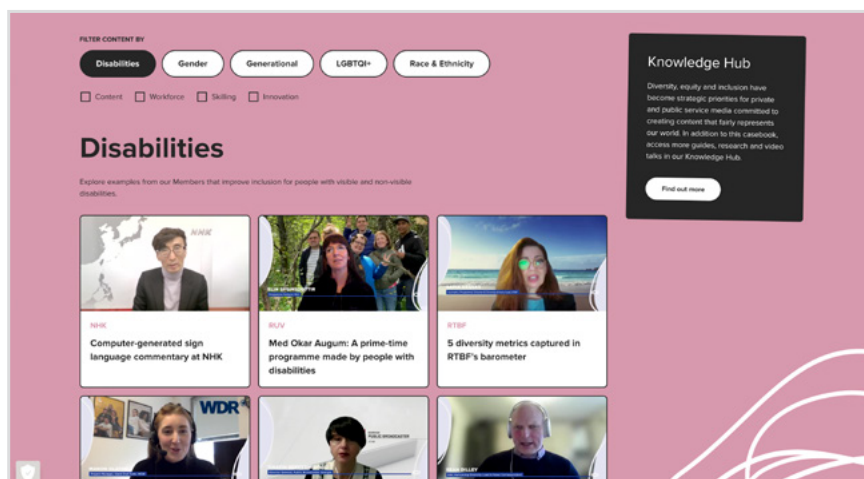 FILTER CONTENT BY
Disabilities
Gender
Generational
LGBTQI+
Race & Ethnicity
Content
Workforce
Skilling
Innovation
Knowledge Hub
Diversity, equity and inclusion have
become strategic priorities for private
and public service media committed to
creating content that fairly represents
our world. In addition to this casebook,
access more guides, research and video
talks in our Knowledge Hub.
Find out more
Disabilities
Explore examples from our Members that improve inclusion for people with visible and non-visible
disabilities.
NHK
NHK
Computer-generated sign
language commentary at NHK
RUV
Med Okar Augum: A prime-time
programme made by people with
disabilities
RTBF
5 diversity metrics captured in
RTBF's barometer
WDR
PUBLIC BROADCASTER